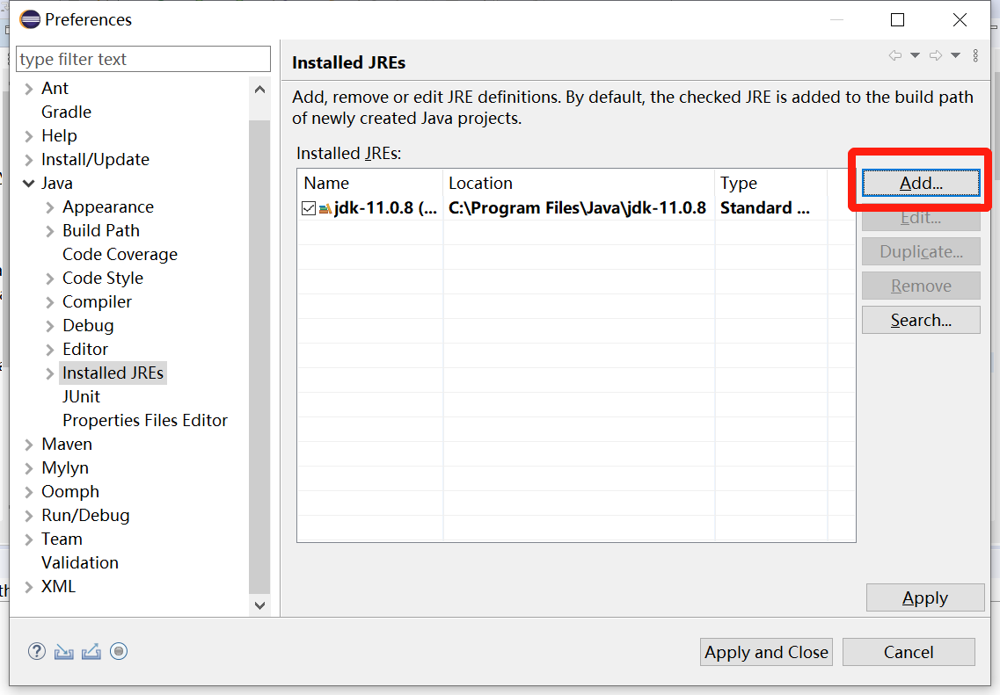 Preferences
type filter text
Ant
Gradle
Help
Install/Update
Java
Appearance
Build Path
Code Coverage
Code Style
Compiler
Debug
Editor
Installed JREs
JUnit
Properties Files Editor
Maven
Mylyn
Oomph
Run/Debug
Team
Validation
XML
Installed JREs
Add, remove or edit JRE definitions. By default, the checked JRE is added to the build path
of newly created Java projects.
Installed JREs:
Name Location Type
jdk-11.0.8 (... C:\Program Files\Java\jdk-11.0.8 Standard ...
Add...
Edit...
Duplicate...
Remove
Search...
Apply
Apply and Close Cancel